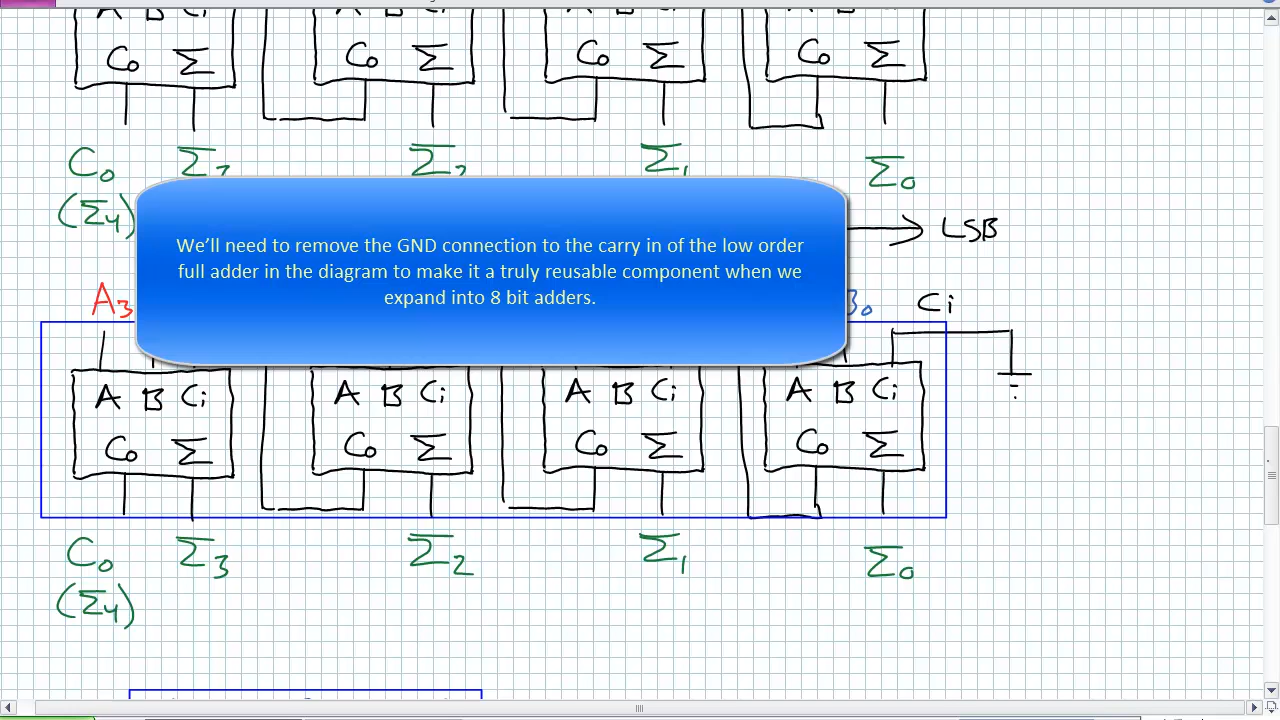 A B Ci A B Ci A B Ci A B Ci
Co Σ Co Σ Co Σ Co Σ
Co Σ Σ Σ1 Σ0
(Σ4)
LSB
We'll need to remove the GND connection to the carry in of the low order
full adder in the diagram to make it a truly reusable component when we
expand into 8 bit adders.
A3 B0 Ci
A B Ci A B Ci A B Ci A B Ci
Co Σ Co Σ Co Σ Co Σ
Co Σ3 Σ2 Σ1 Σ0
(Σ4)